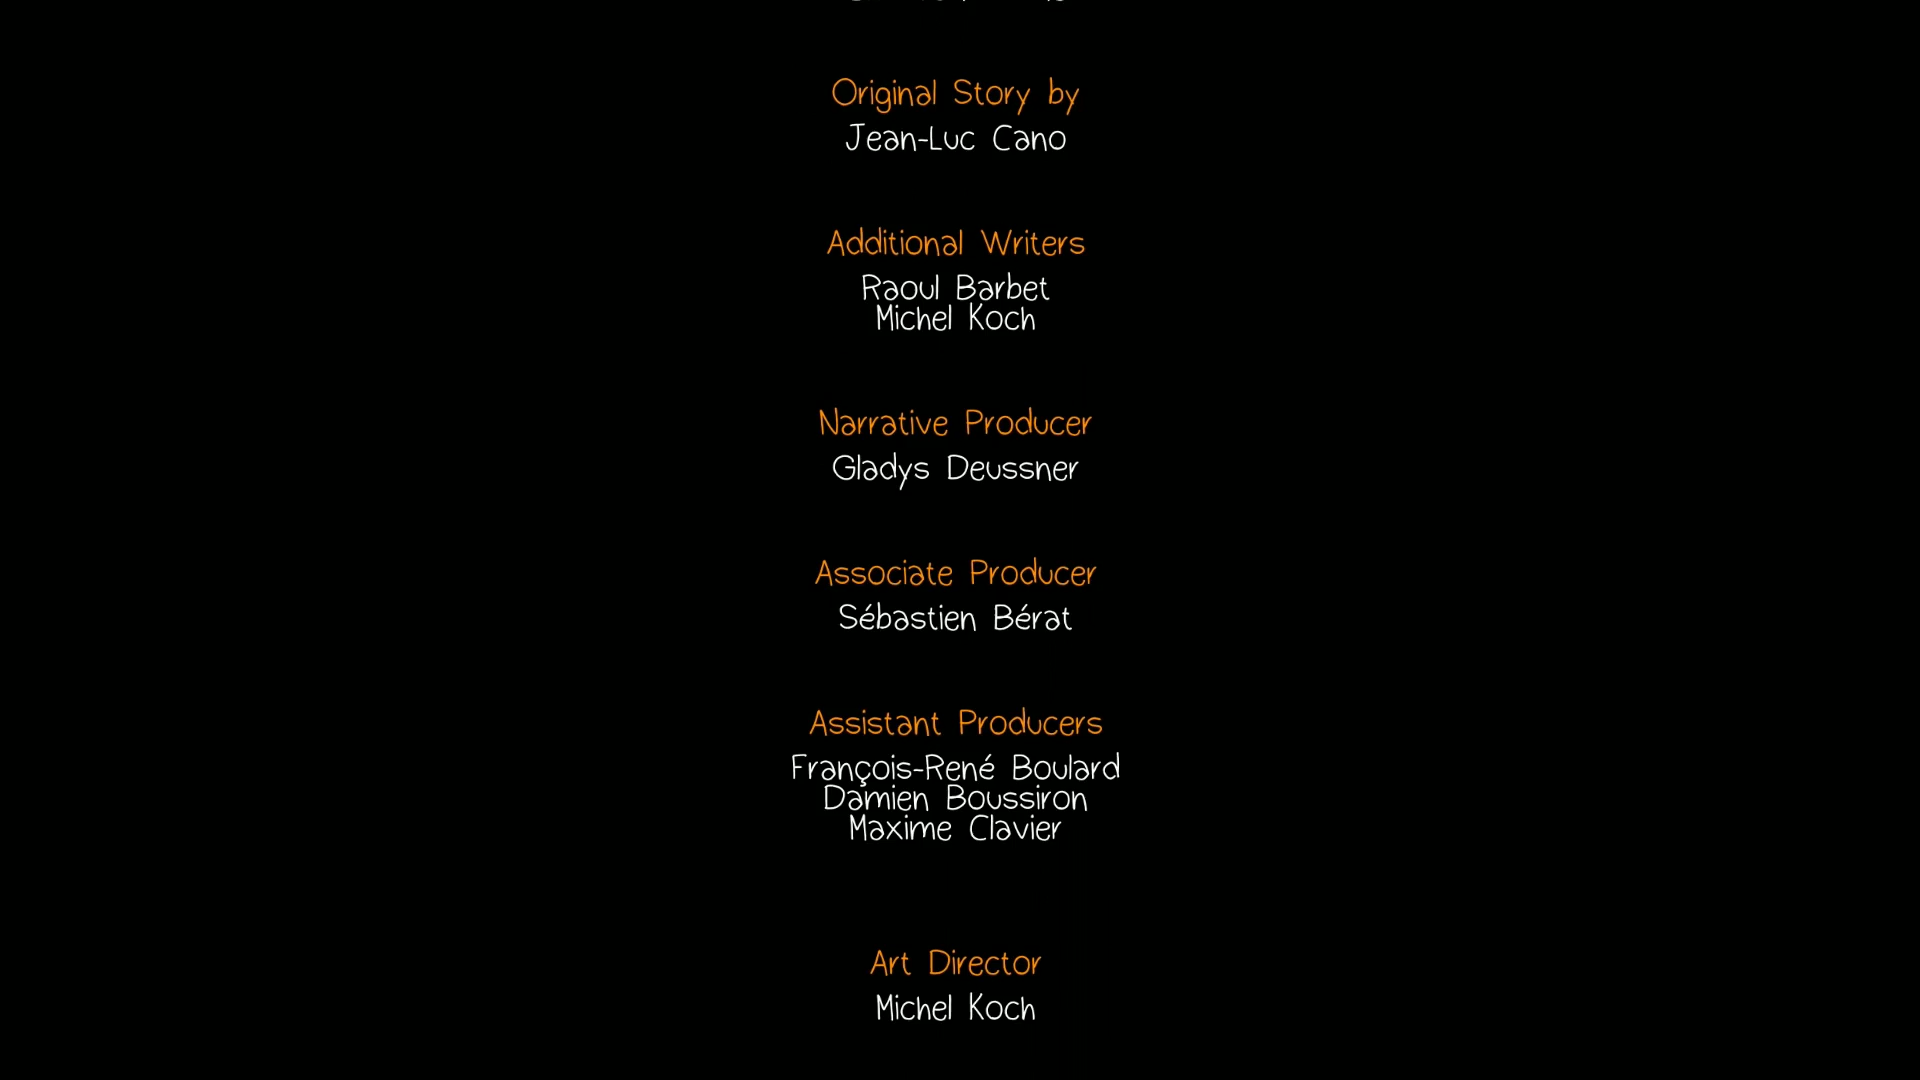 Original Story by
Jean-Luc Cano
Additional Writers
Raoul Barbet
Michel Koch
Narrative Producer
Gladys Deussner
Associate Producer
Sébastien Bérat
Assistant Producers
François-René Boulard
Damien Boussiron
Maxime Clavier
Art Director
Michel Koch